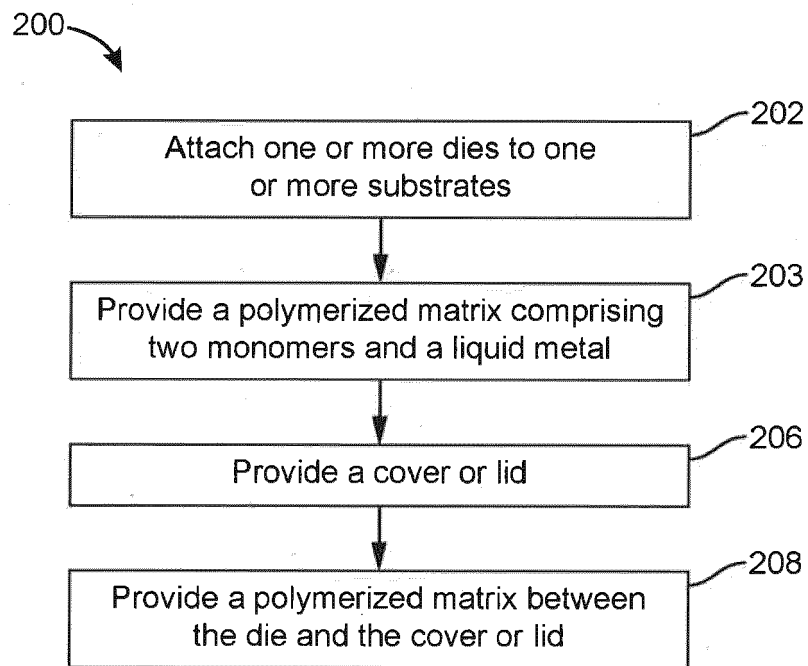 200
202
Attach one or more dies to one
or more substrates
203
Provide a polymerized matrix comprising
two monomers and a liquid metal
206
Provide a cover or lid
208
Provide a polymerized matrix between
the die and the cover or lid